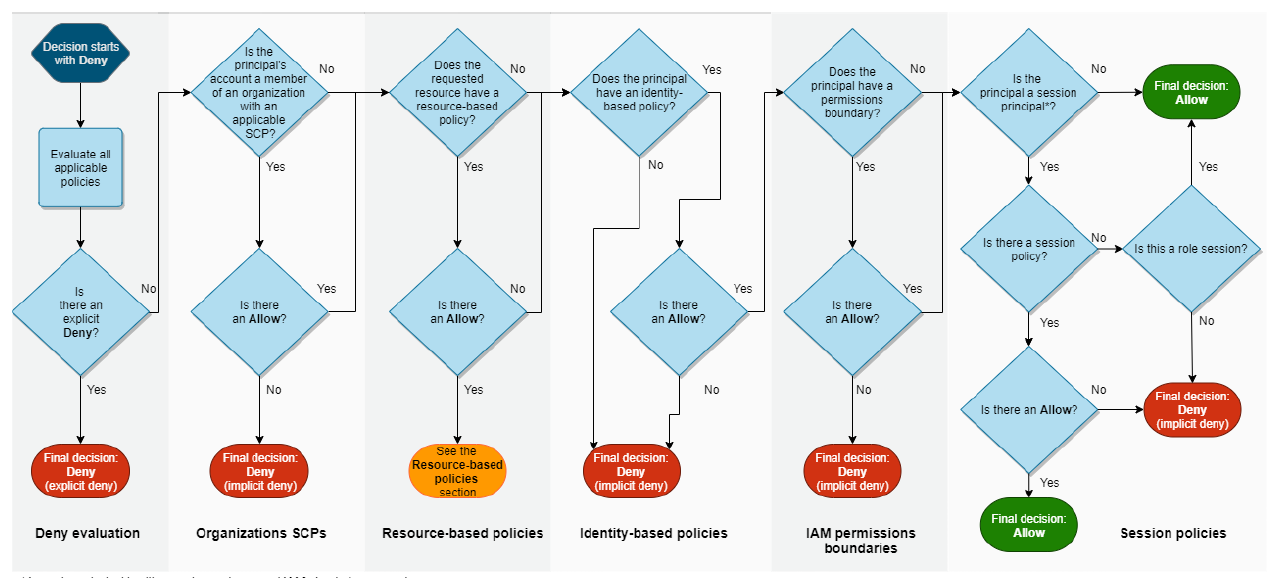 Decision starts
with Deny
Evaluate all
applicable
policies
Is
there an
explicit
Deny?
No
Yes
Final decision:
Deny
(explicit deny)
Deny evaluation
Is the
principal's
account a member
of an organization
with an
applicable
SCP?
No
Yes
Is there
an Allow?
Yes
No
Final decision:
Deny
(implicit deny)
Organizations SCPs
Does the
requested
resource have a
resource-based
policy?
No
Yes
Is there
an Allow?
No
Yes
See the
Resource-based
policies
section
Resource-based policies
Does the principal
have an identity-
based policy?
Yes
No
Is there
an Allow?
Yes
No
Final decision:
Deny
(implicit deny)
Identity-based policies
Does the
principal have a
permissions
boundary?
No
Yes
Is there
an Allow?
Yes
No
Final decision:
Deny
(implicit deny)
IAM permissions
boundaries
Is the
principal a session
principal*?
No
Final decision:
Allow
Yes
Yes
Is there a session
policy?
No
Is this a role session?
Yes
No
Is there an Allow?
No
Final decision:
Deny
(implicit deny)
Yes
Final decision:
Allow
Session policies